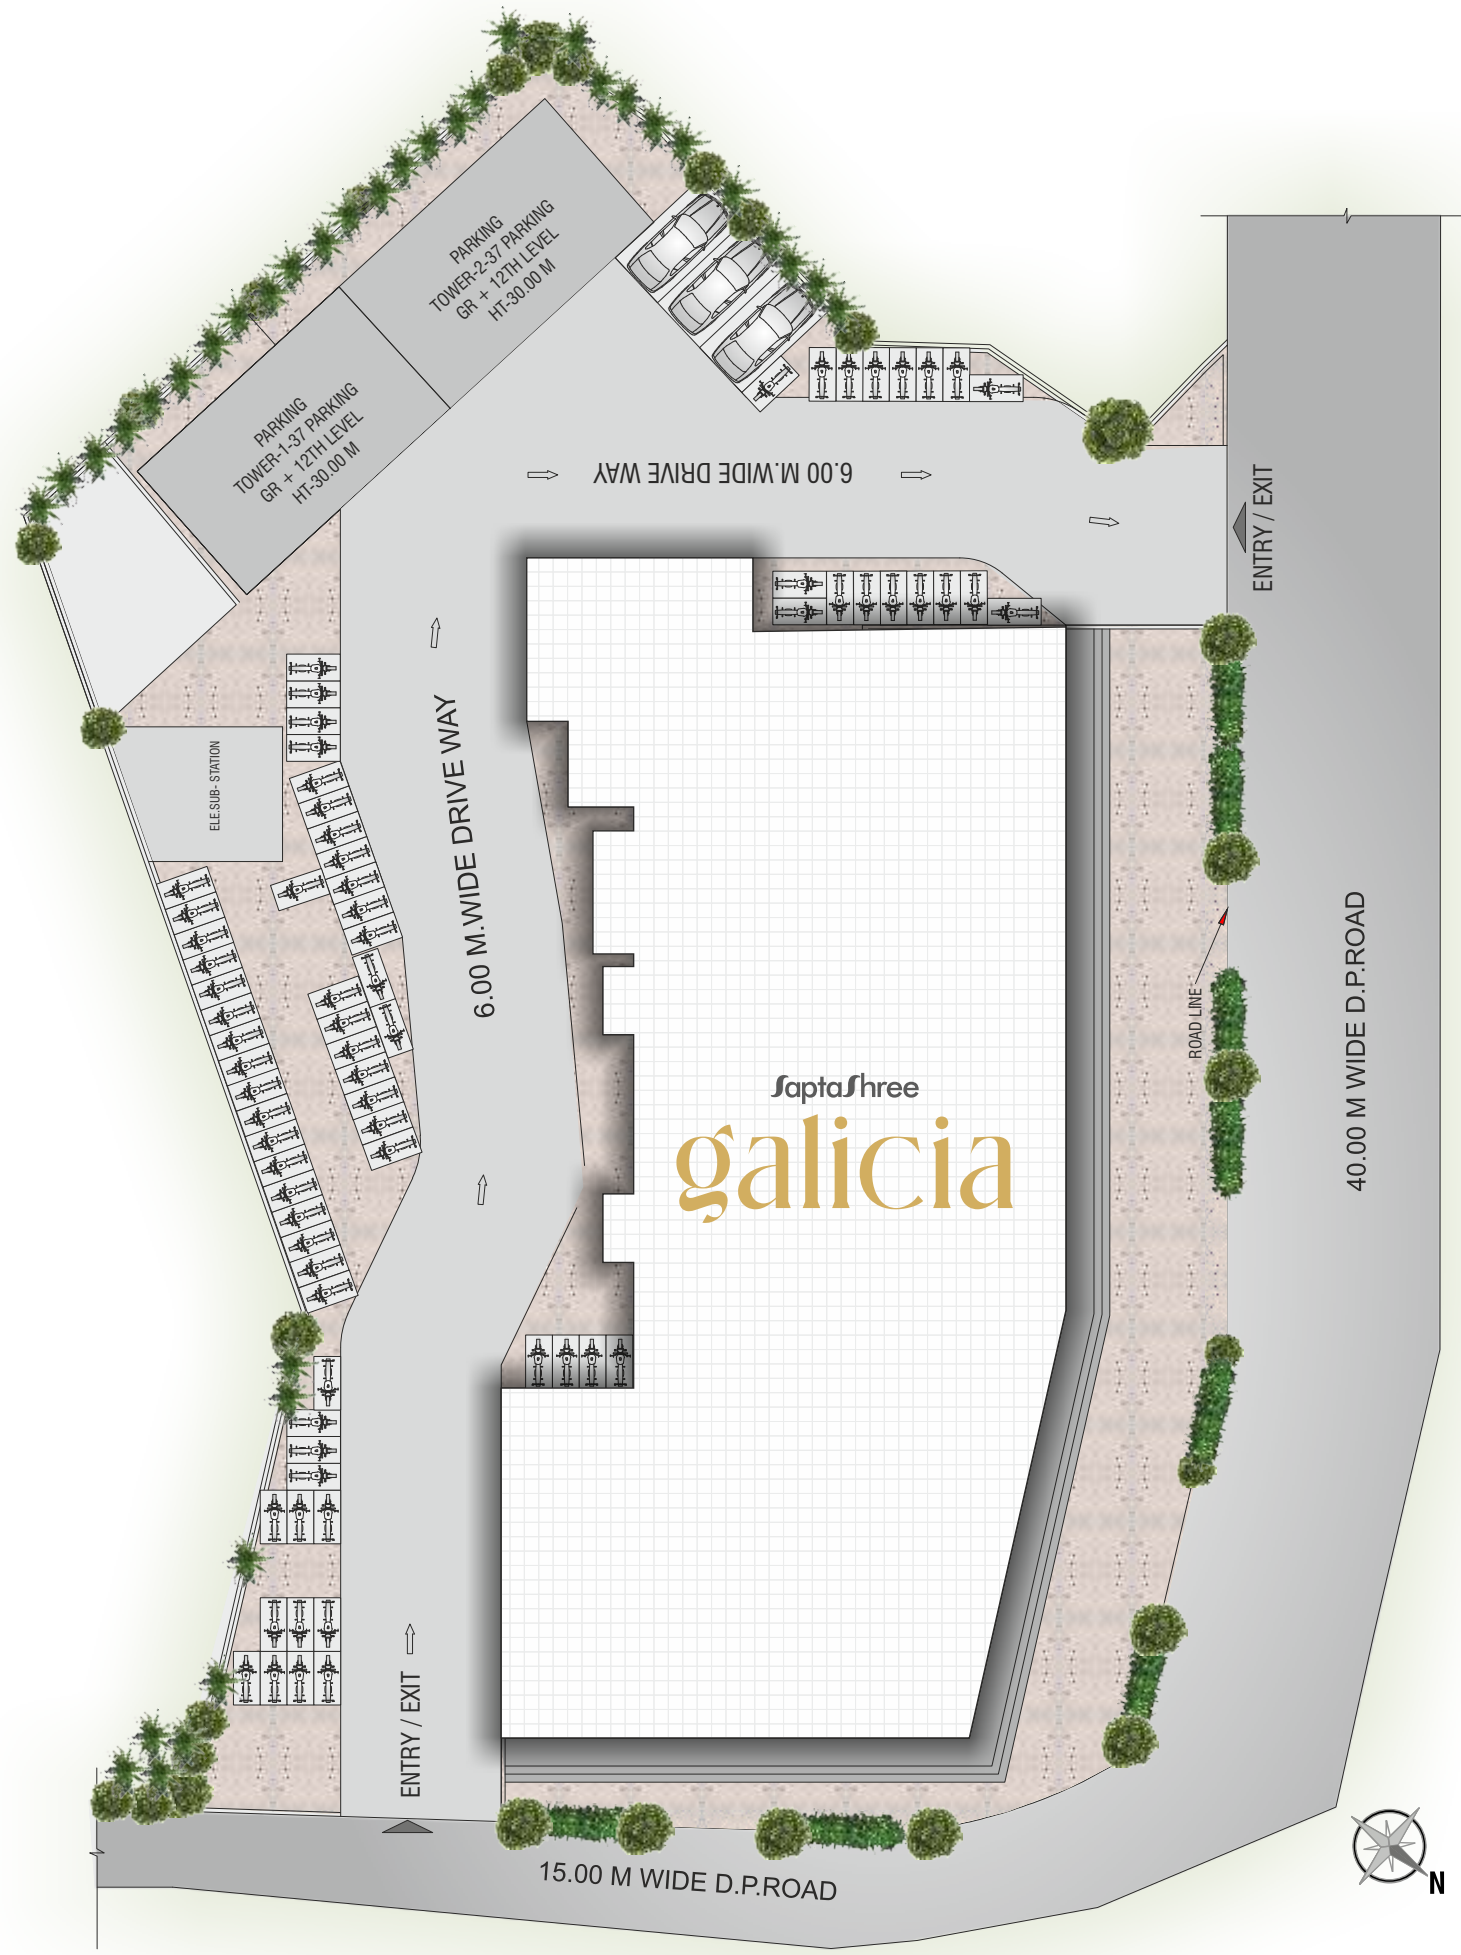 PARKING
TOWER-2-37 PARKING
GR + 12TH LEVEL
HT-30.00 M
PARKING
TOWER-1-37 PARKING
GR + 12TH LEVEL
HT-30.00 M
6.00 M.WIDE DRIVE WAY
ENTRY / EXIT
ELE.SUB- STATION
6.00 M.WIDE DRIVE WAY
ROAD LINE
40.00 M WIDE D.P.ROAD
SaptaShree
galicia
ENTRY / EXIT
15.00 M WIDE D.P.ROAD
N